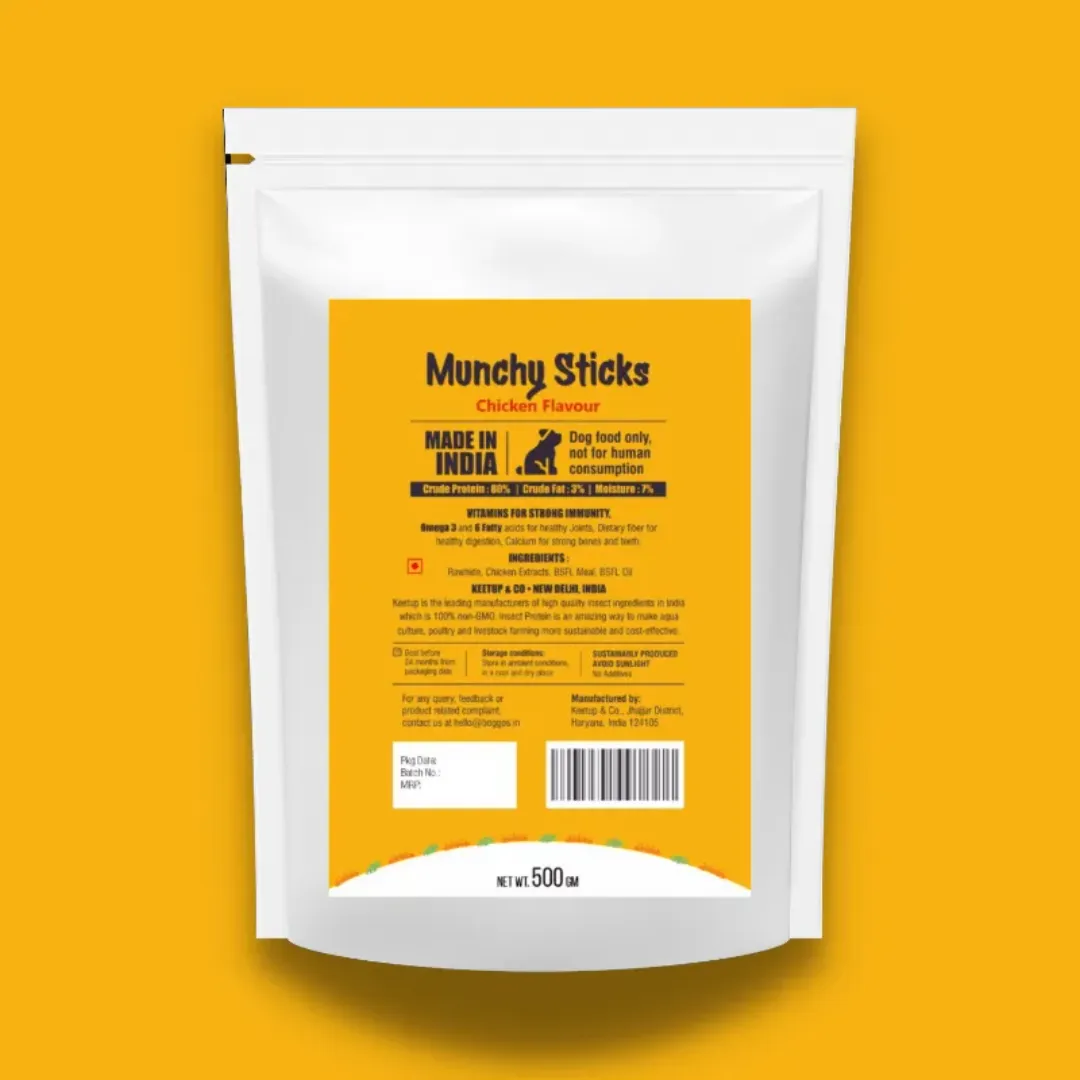 Munchy Sticks
Chicken Flavour
MADE IN
INDIA
Dog food only,
not for human
consumption
Crude Protein : 60% | Crude Fat : 3% | Moisture : 7%
VITAMINS FOR STRONG IMMUNITY,
Omega 3 and 6 Fatty acids for healthy Joints, Dietary fiber for
healthy digestion, Calcium for strong bones and teeth.
INGREDIENTS :
Rawhide, Chicken Extracts, BSFL Meal, BSFL Oil
KEETUP & CO • NEW DELHI, INDIA
Keetup is the leading manufacturers of high quality insect ingredients in India
which is 100% non-GMO. Insect Protein is an amazing way to make aqua
culture, poultry and livestock farming more sustainable and cost-effective.
Best before
24 months from
packaging date
Storage conditions:
Store in ambient conditions,
in a cool and dry place
SUSTAINABLY PRODUCED
AVOID SUNLIGHT
No Additives
For any query, feedback or
product related complaint,
contact us at hello@boggos.in
Manufactured by:
Keetup & Co., Jhajjar District,
Haryana, India 124105
Pkg Date:
Batch No.:
MRP:
NET WT. 500 GM